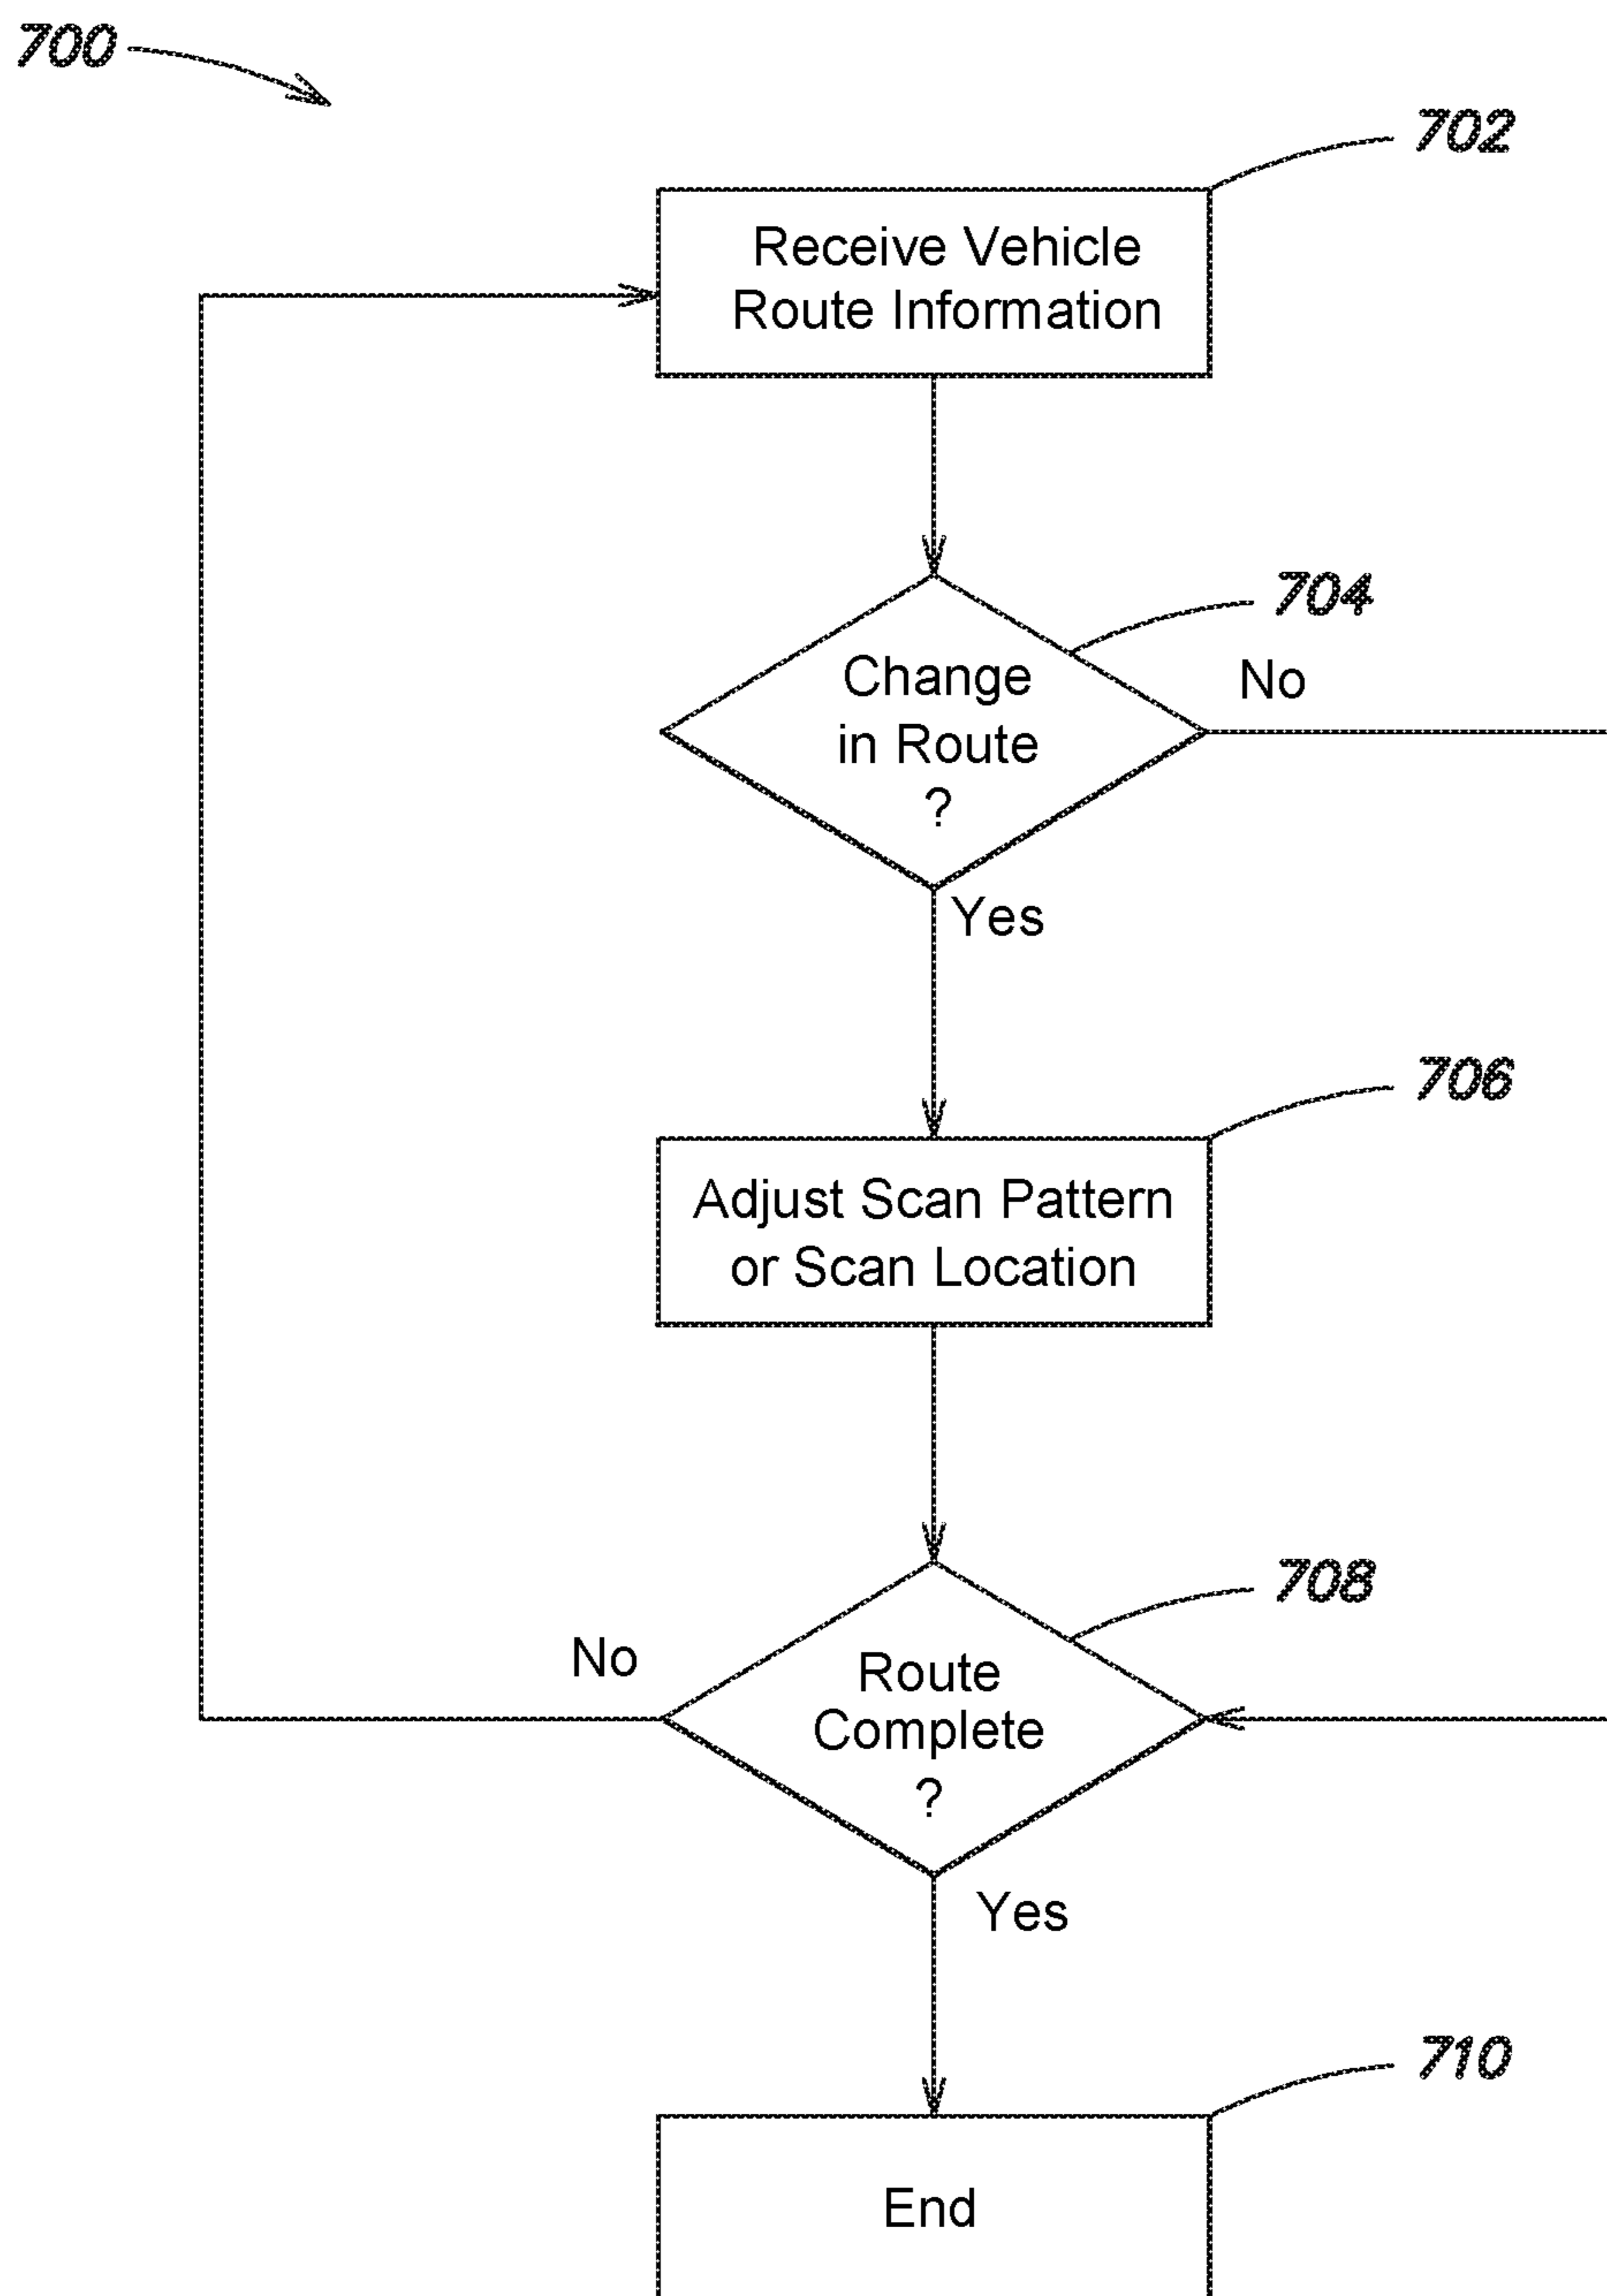 700
702
Receive Vehicle
Route Information
704
Change
in Route
?
No
Yes
706
Adjust Scan Pattern
or Scan Location
708
No
Route
Complete
?
Yes
710
End